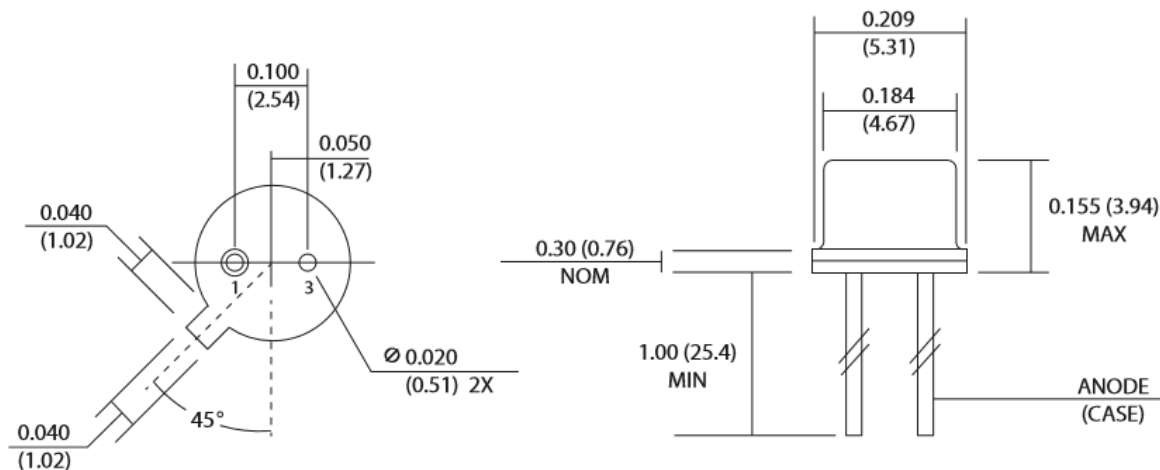 0.100
(2.54)
0.050
(1.27)
0.040
(1.02)
1
3
Ø 0.020
(0.51) 2X
45°
0.040
(1.02)
0.209
(5.31)
0.184
(4.67)
0.155 (3.94)
MAX
0.30 (0.76)
NOM
1.00 (25.4)
MIN
ANODE
(CASE)